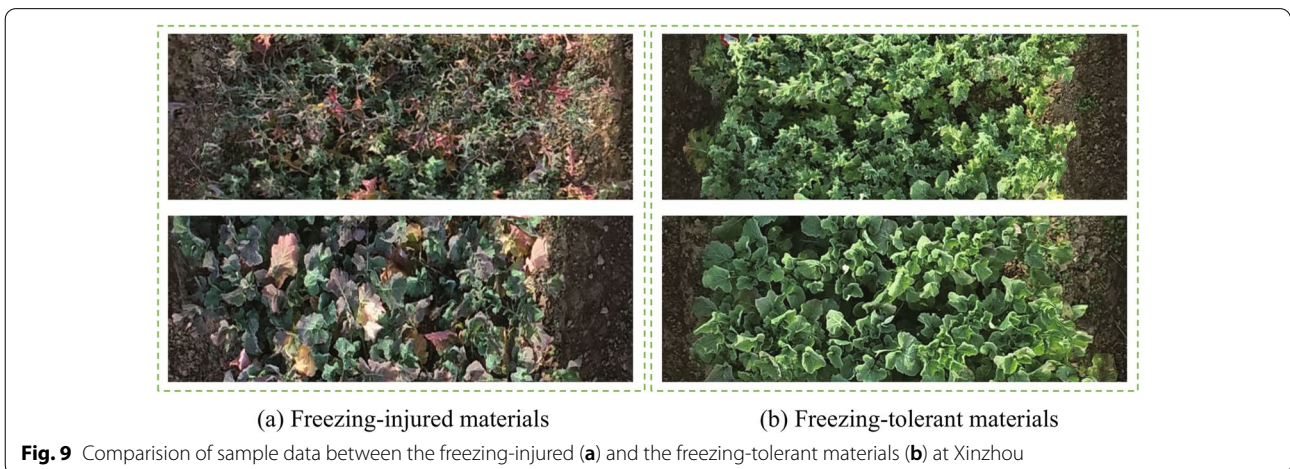 (a) Freezing-injured materials
(b) Freezing-tolerant materials
Fig. 9 Comparision of sample data between the freezing-injured (a) and the freezing-tolerant materials (b) at Xinzhou